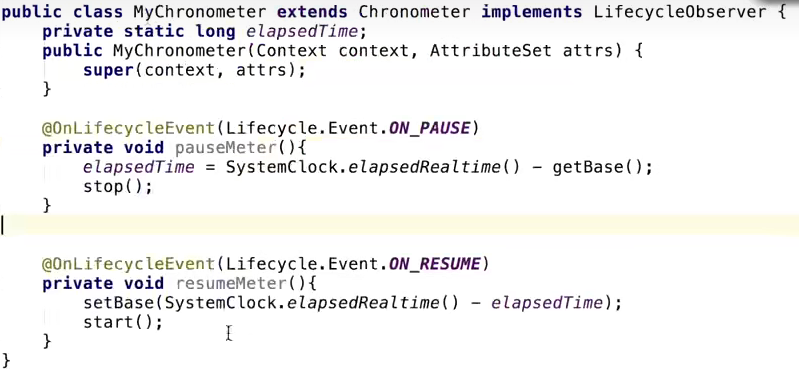 public class MyChronometer extends Chronometer implements LifecycleObserver {
    private static long elapsedTime;
    public MyChronometer(Context context, AttributeSet attrs) {
        super(context, attrs);
    }

    @OnLifecycleEvent(Lifecycle.Event.ON_PAUSE)
    private void pauseMeter(){
        elapsedTime = SystemClock.elapsedRealtime() - getBase();
        stop();
    }

    @OnLifecycleEvent(Lifecycle.Event.ON_RESUME)
    private void resumeMeter(){
        setBase(SystemClock.elapsedRealtime() - elapsedTime);
        start();
    }
}